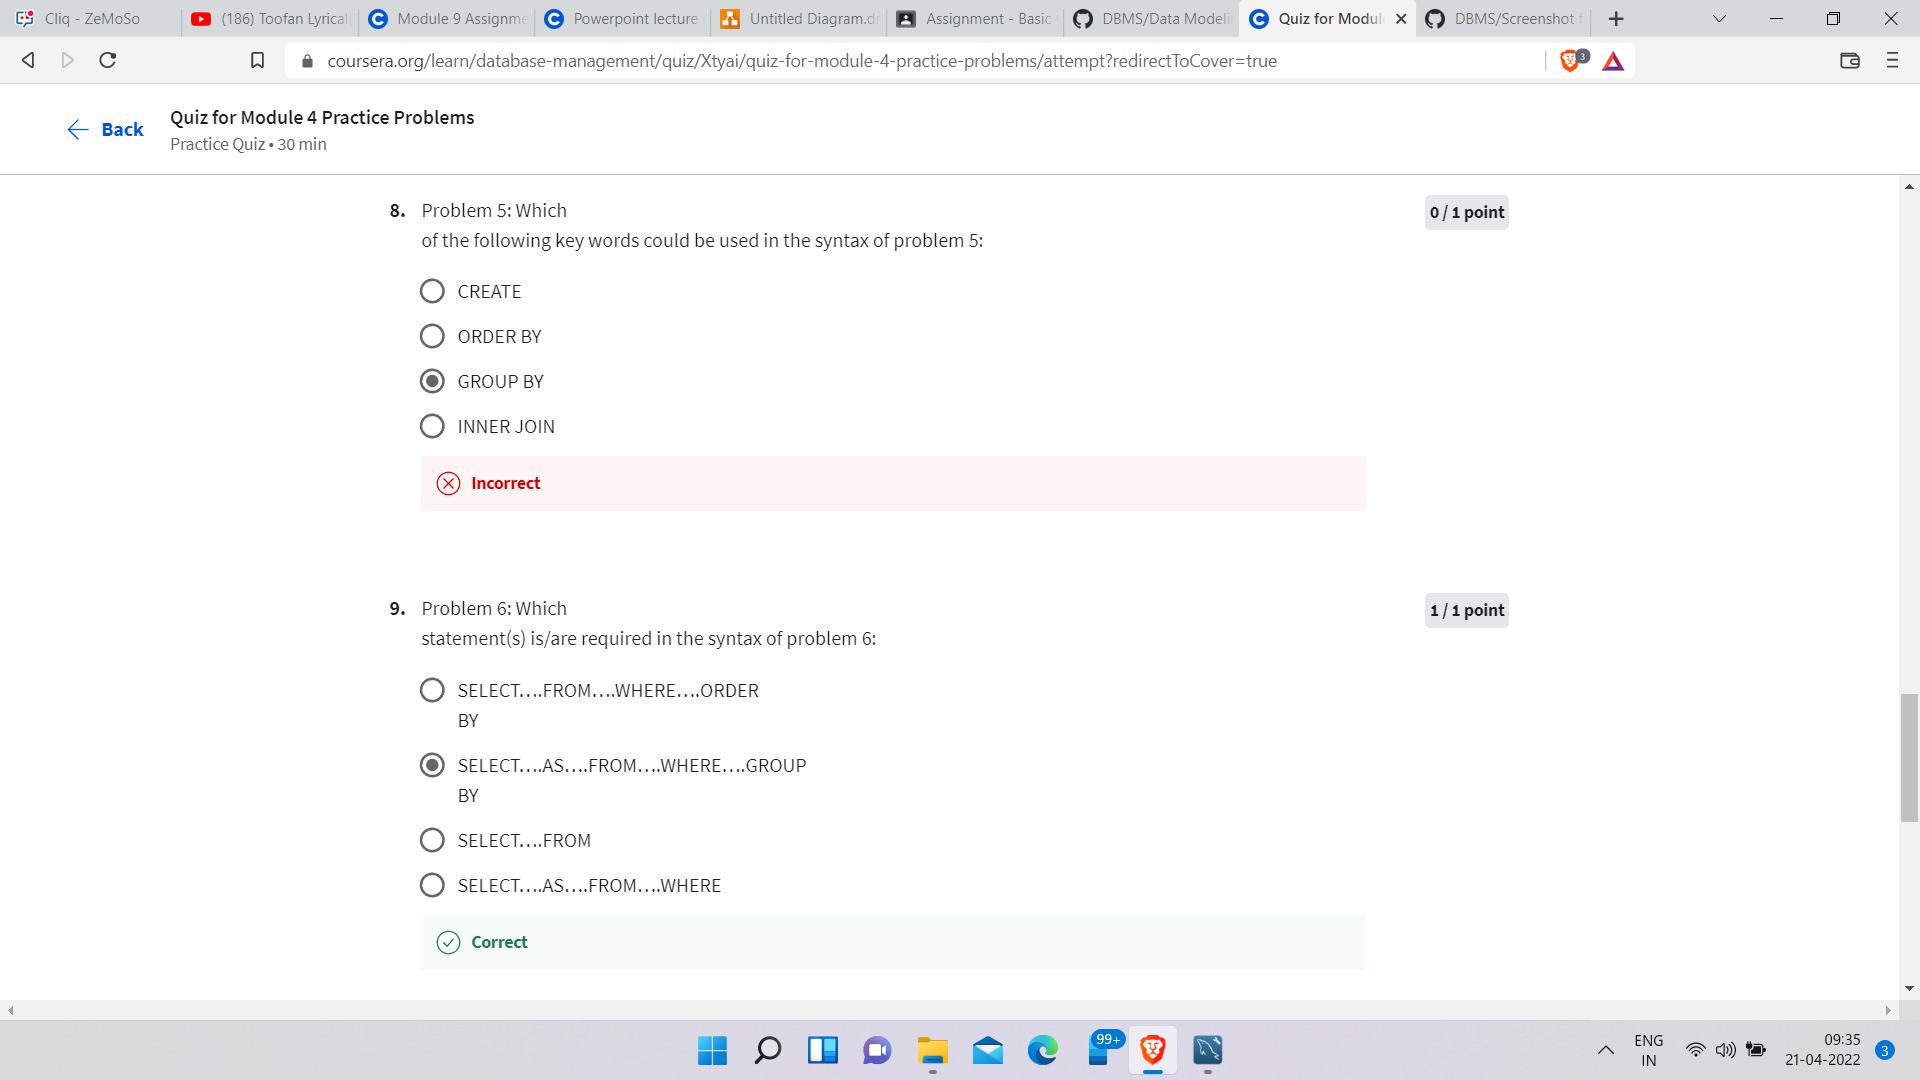 Cliq - ZeMoSo
(186) Toofan Lyrical
Module 9 Assignme
Powerpoint lecture
Untitled Diagram.dr
Assignment - Basic
DBMS/Data Modelin
Quiz for Modul
DBMS/Screenshot f
coursera.org/learn/database-management/quiz/Xtyai/quiz-for-module-4-practice-problems/attempt?redirectToCover=true
3
Back
Quiz for Module 4 Practice Problems
Practice Quiz • 30 min
8. Problem 5: Which
of the following key words could be used in the syntax of problem 5:
0 / 1 point
CREATE
ORDER BY
GROUP BY
INNER JOIN
Incorrect
9. Problem 6: Which
statement(s) is/are required in the syntax of problem 6:
1 / 1 point
SELECT….FROM….WHERE….ORDER
BY
SELECT….AS….FROM….WHERE….GROUP
BY
SELECT….FROM
SELECT….AS….FROM….WHERE
Correct
99+
ENG
IN
09:35
21-04-2022
3